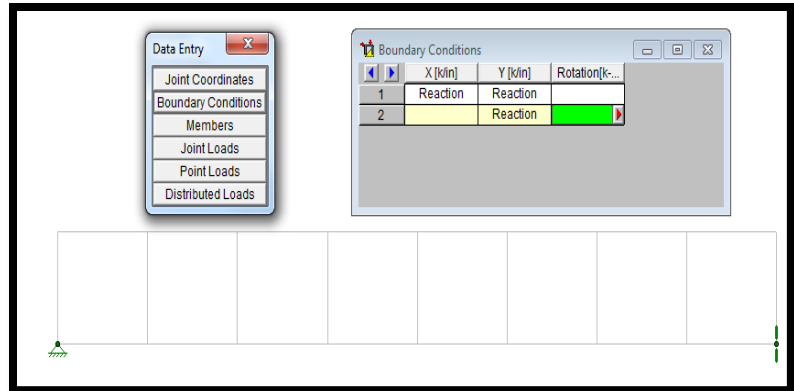 Data Entry
Joint Coordinates
Boundary Conditions
Members
Joint Loads
Point Loads
Distributed Loads
Boundary Conditions
X [k/in] Y [k/in] Rotation[k-...
1 Reaction Reaction
2 Reaction